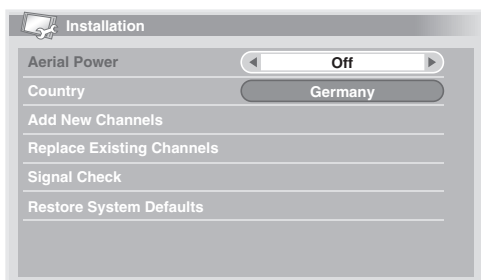 Installation
Aerial Power Off
Country Germany
Add New Channels
Replace Existing Channels
Signal Check
Restore System Defaults